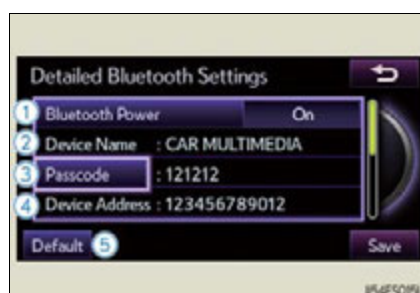 Detailed Bluetooth Settings
1 Bluetooth Power On
2 Device Name : CAR MULTIMEDIA
3 Passcode : 121212
4 Device Address : 123456789012
Default 5 Save